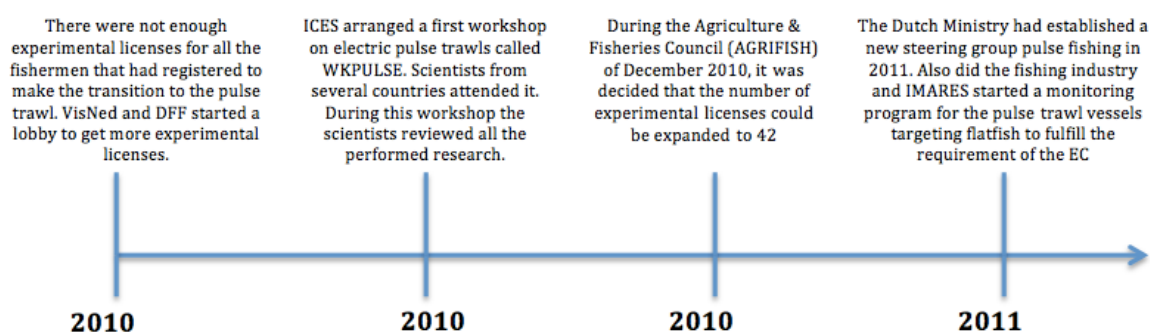 There were not enough
experimental licenses for all the
fishermen that had registered to
make the transition to the pulse
trawl. VisNed and DFF started a
lobby to get more experimental
licenses.
ICES arranged a first workshop
on electric pulse trawls called
WKPULSE. Scientists from
several countries attended it.
During this workshop the
scientists reviewed all the
performed research.
During the Agriculture &
Fisheries Council (AGRIFISH)
of December 2010, it was
decided that the number of
experimental licenses could
be expanded to 42
The Dutch Ministry had established a
new steering group pulse fishing in
2011. Also did the fishing industry
and IMARES started a monitoring
program for the pulse trawl vessels
targeting flatfish to fulfill the
requirement of the EC
2010
2010
2010
2011